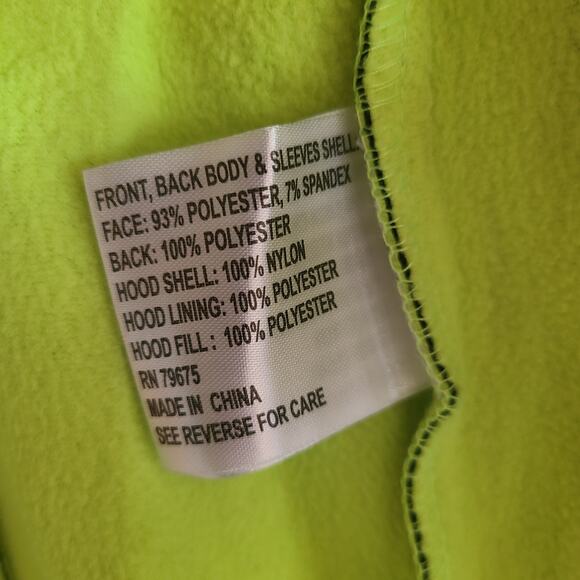 FRONT, BACK BODY & SLEEVES SHELL:
FACE: 93% POLYESTER, 7% SPANDEX
BACK: 100% POLYESTER
HOOD SHELL: 100% NYLON
HOOD LINING: 100% POLYESTER
HOOD FILL : 100% POLYESTER
RN 79675
MADE IN CHINA
SEE REVERSE FOR CARE